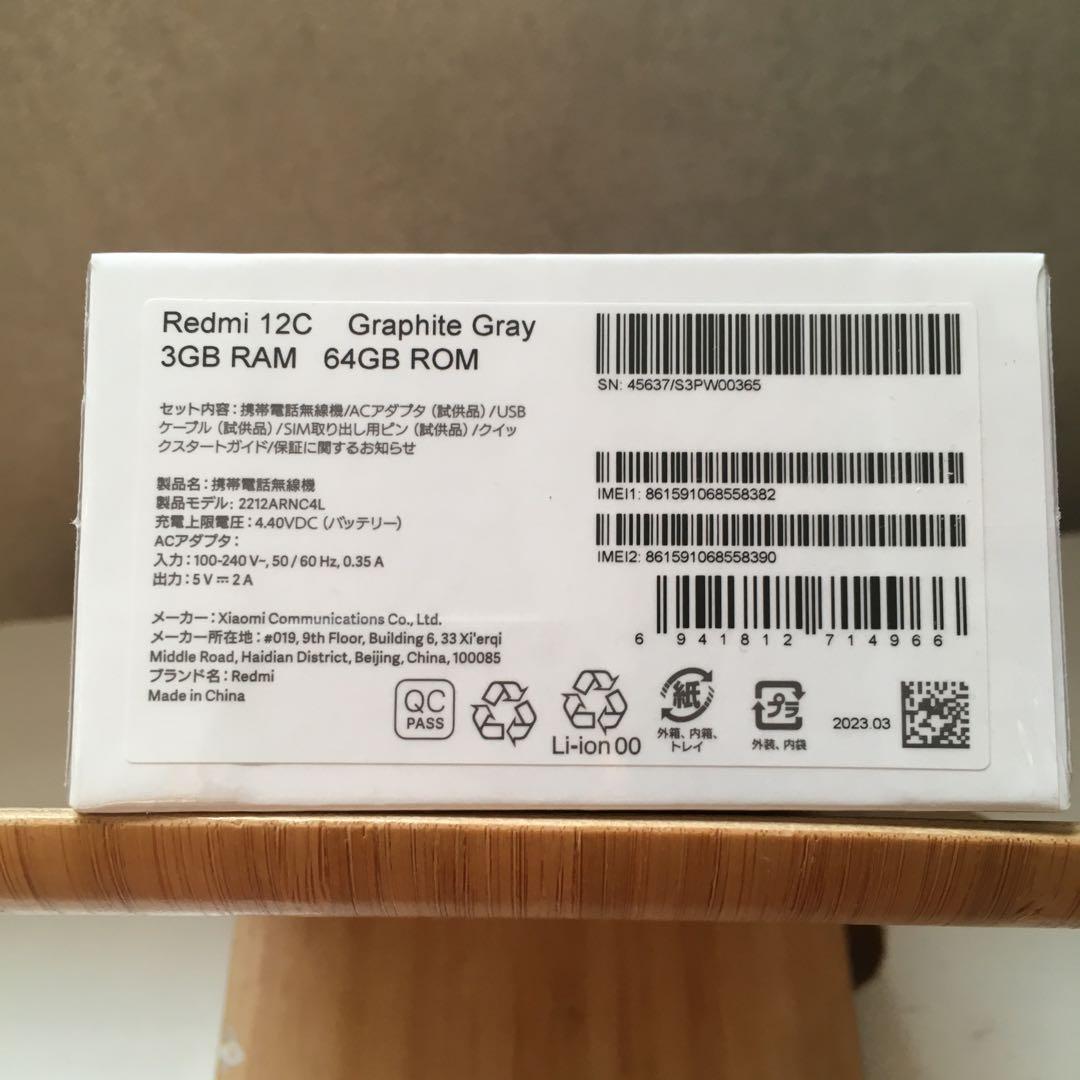 Redmi 12C Graphite Gray
3GB RAM 64GB ROM
セット内容：携帯電話無線機/ACアダプタ（試供品）/USB
ケーブル（試供品）/SIM取り出し用ピン（試供品）/クイッ
クスタートガイド/保証に関するお知らせ
製品名：携帯電話無線機
製品モデル：2212ARNC4L
充電上限電圧：4.40VDC（バッテリー）
ACアダプタ：
入力：100-240 V~, 50 / 60 Hz, 0.35 A
出力：5 V⎓2 A
メーカー：Xiaomi Communications Co., Ltd.
メーカー所在地：#019, 9th Floor, Building 6, 33 Xi'erqi
Middle Road, Haidian District, Beijing, China, 100085
ブランド名：Redmi
Made in China
SN: 45637/S3PW00365
IMEI1: 861591068558382
IMEI2: 861591068558390
6 941812 714966
QC
PASS
Li-ion 00
紙
外箱、内箱、
トレイ
プラ
外装、内袋
2023.03